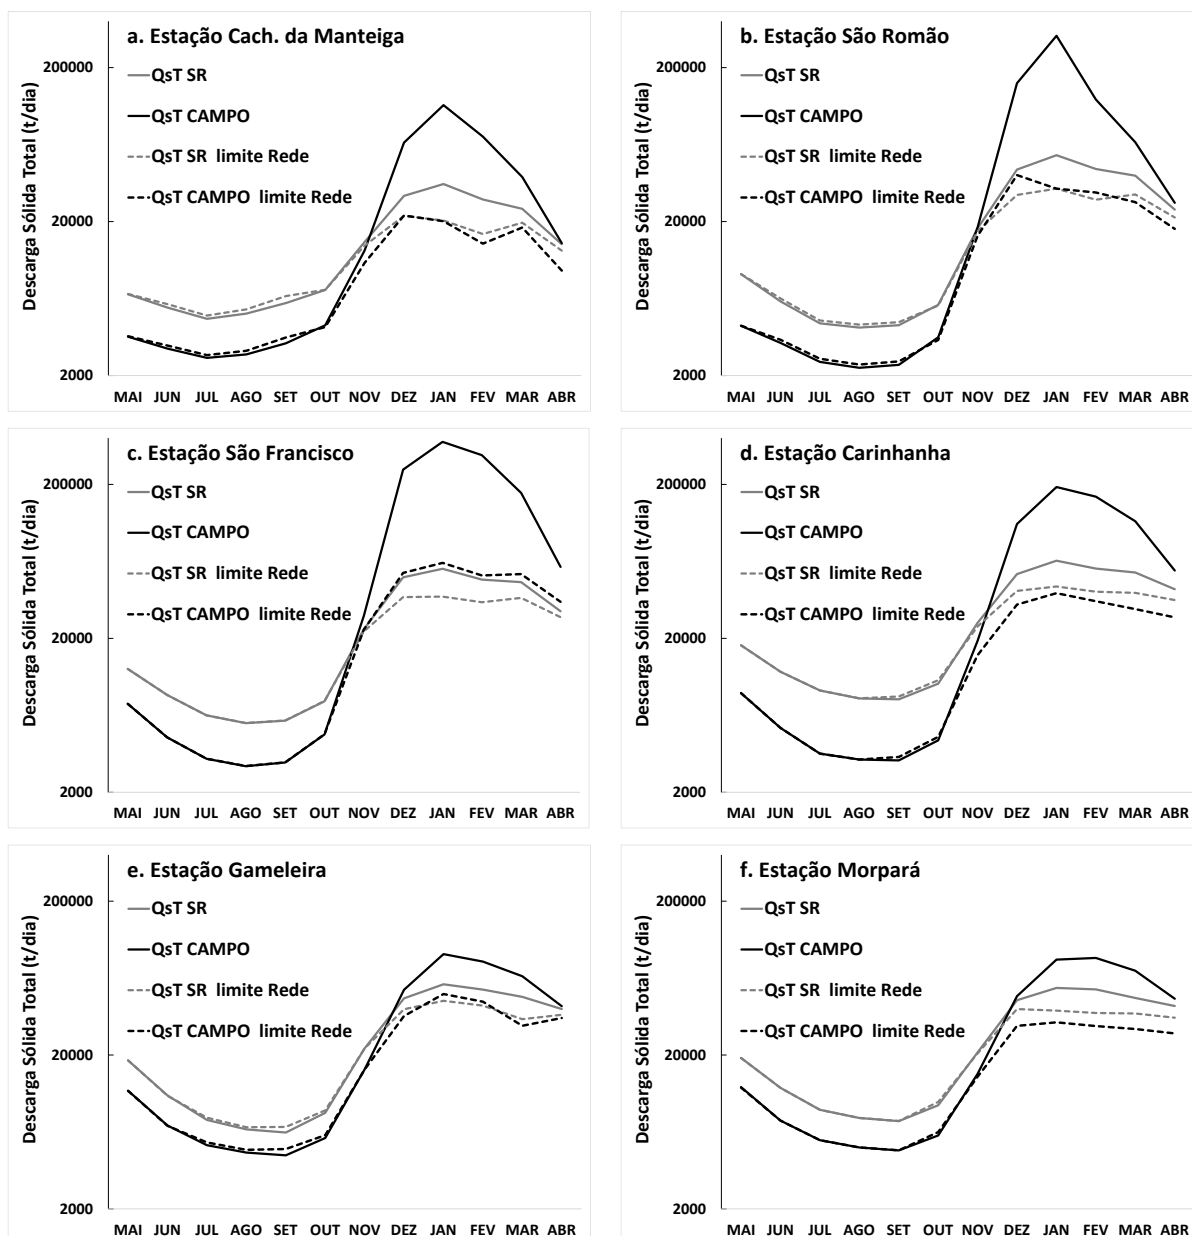 a. Estação Cach. da Manteiga
Descarga Sólida Total (t/dia)
200000
20000
2000
QsT SR
QsT CAMPO
QsT SR limite Rede
QsT CAMPO limite Rede
MAI JUN JUL AGO SET OUT NOV DEZ JAN FEV MAR ABR
b. Estação São Romão
Descarga Sólida Total (t/dia)
200000
20000
2000
QsT SR
QsT CAMPO
QsT SR limite Rede
QsT CAMPO limite Rede
MAI JUN JUL AGO SET OUT NOV DEZ JAN FEV MAR ABR
c. Estação São Francisco
Descarga Sólida Total (t/dia)
200000
20000
2000
QsT SR
QsT CAMPO
QsT SR limite Rede
QsT CAMPO limite Rede
MAI JUN JUL AGO SET OUT NOV DEZ JAN FEV MAR ABR
d. Estação Carinhanha
Descarga Sólida Total (t/dia)
200000
20000
2000
QsT SR
QsT CAMPO
QsT SR limite Rede
QsT CAMPO limite Rede
MAI JUN JUL AGO SET OUT NOV DEZ JAN FEV MAR ABR
e. Estação Gameleira
Descarga Sólida Total (t/dia)
200000
20000
2000
QsT SR
QsT CAMPO
QsT SR limite Rede
QsT CAMPO limite Rede
MAI JUN JUL AGO SET OUT NOV DEZ JAN FEV MAR ABR
f. Estação Morpará
Descarga Sólida Total (t/dia)
200000
20000
2000
QsT SR
QsT CAMPO
QsT SR limite Rede
QsT CAMPO limite Rede
MAI JUN JUL AGO SET OUT NOV DEZ JAN FEV MAR ABR